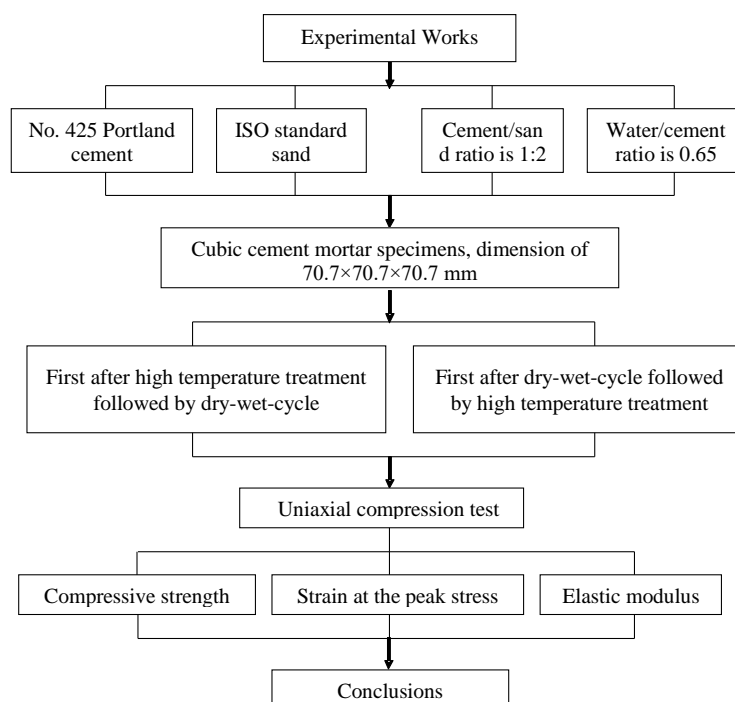 Experimental Works
No. 425 Portland
cement
ISO standard
sand
Cement/san
d ratio is 1:2
Water/cement
ratio is 0.65
Cubic cement mortar specimens, dimension of
70.7×70.7×70.7 mm
First after high temperature treatment
followed by dry-wet-cycle
First after dry-wet-cycle followed
by high temperature treatment
Uniaxial compression test
Compressive strength
Strain at the peak stress
Elastic modulus
Conclusions